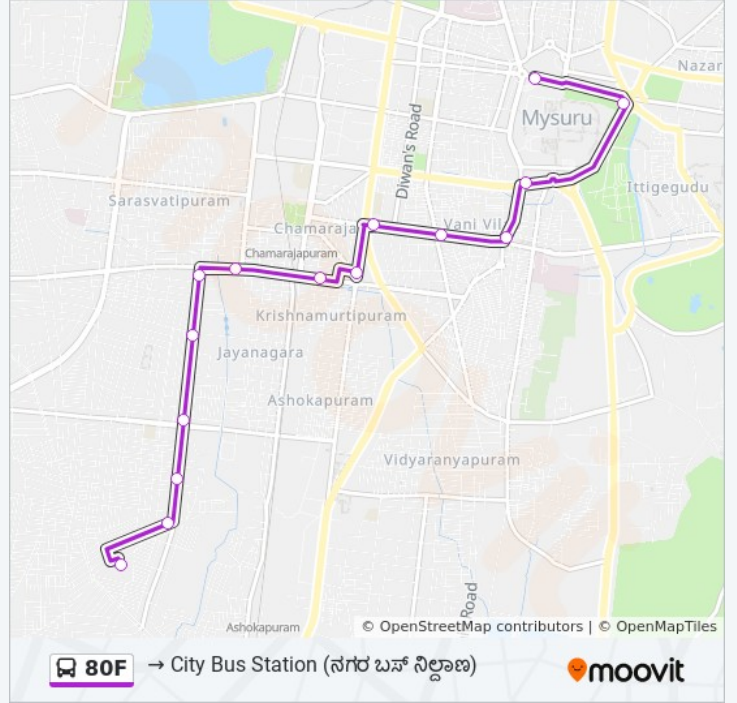 Nazar
Mysuru
Diwan's Road
Ittigegudu
Sarasvatipuram
Chamaraja
Vani Vil
Chamarajapuram
Krishnamurtipuram
Jayanagara
Ashokapuram
Vidyaranyapuram
Road
Ashokapuram
© OpenStreetMap contributors | © OpenMapTiles
80F → City Bus Station (ನಗರ ಬಸ್ ನಿಲ್ದಾಣ)
moovit